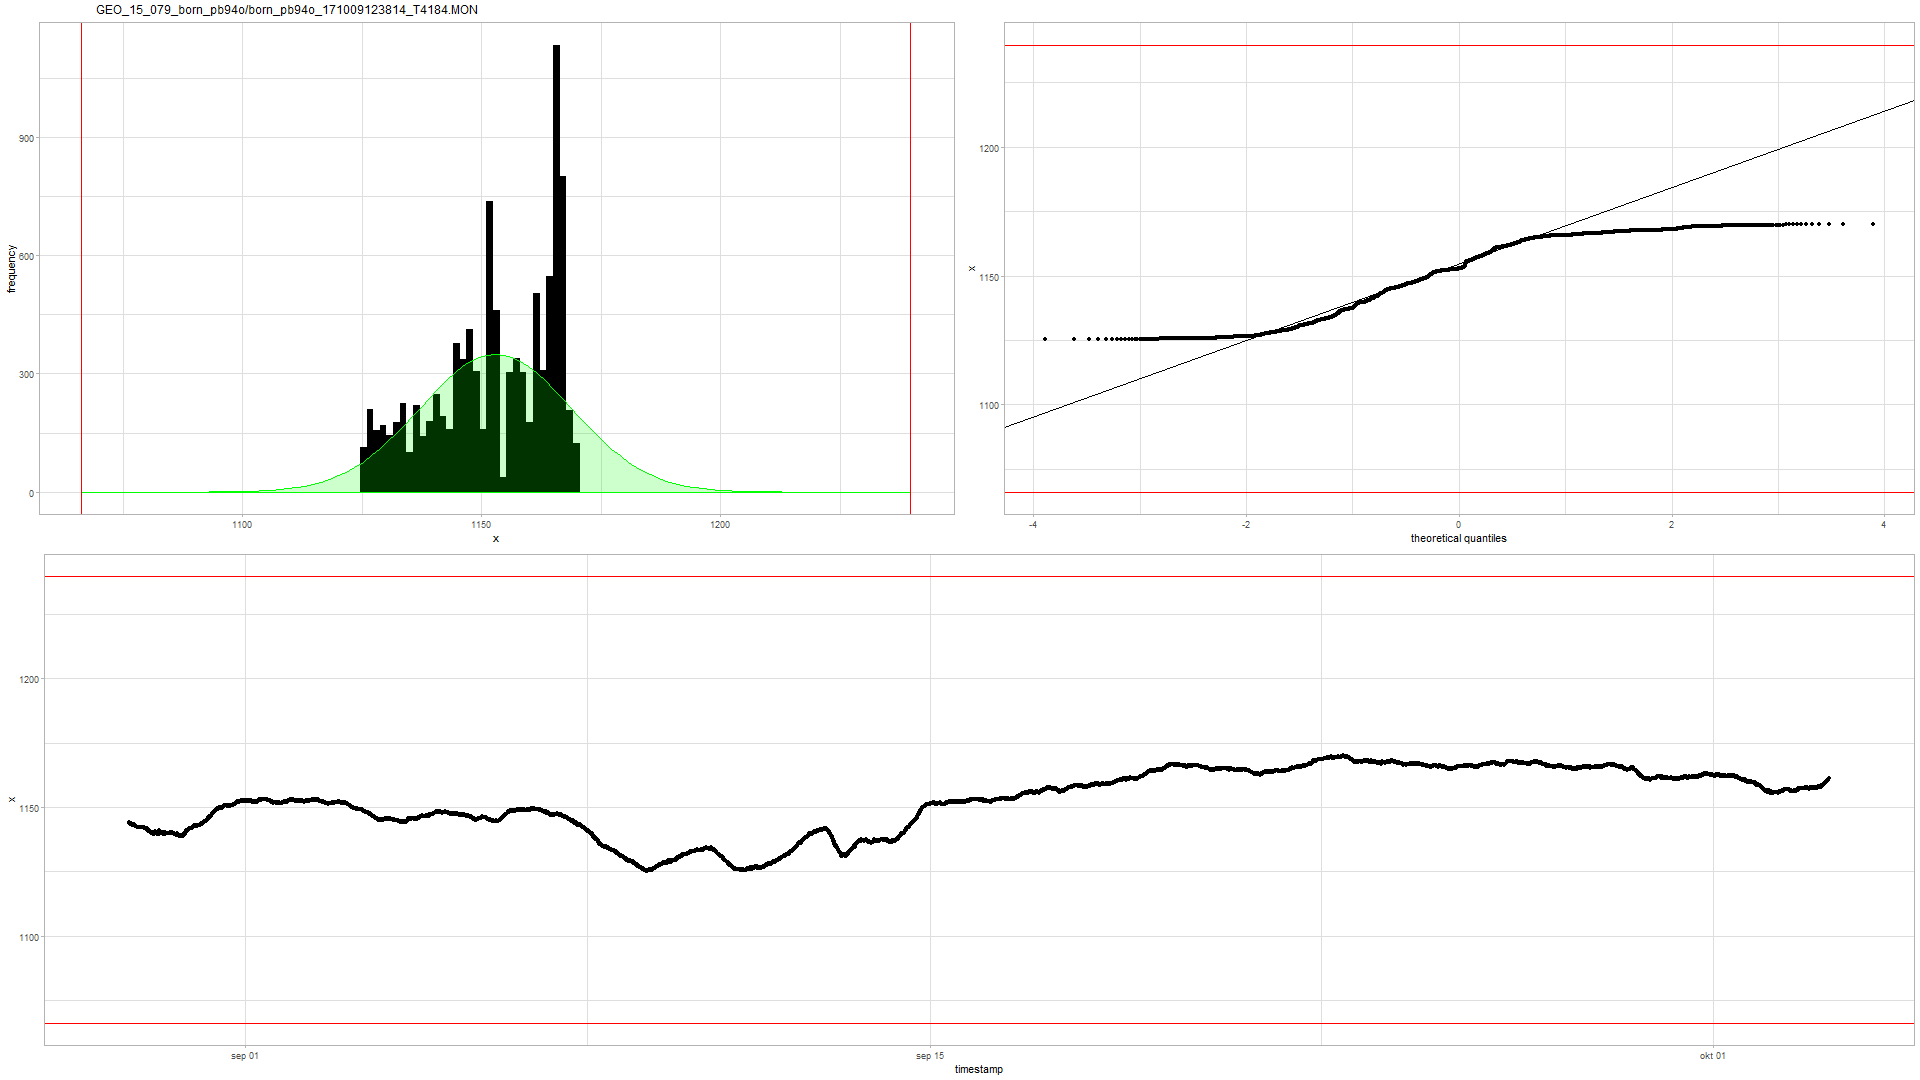 GEO_15_079_born_pb94o/born_pb94o_171009123814_T4184.MON
frequency
900
600
300
0
1100
1150
1200
x
x
1200
1150
1100
-4
-2
0
2
4
theoretical quantiles
x
1200
1150
1100
sep 01
sep 15
okt 01
timestamp